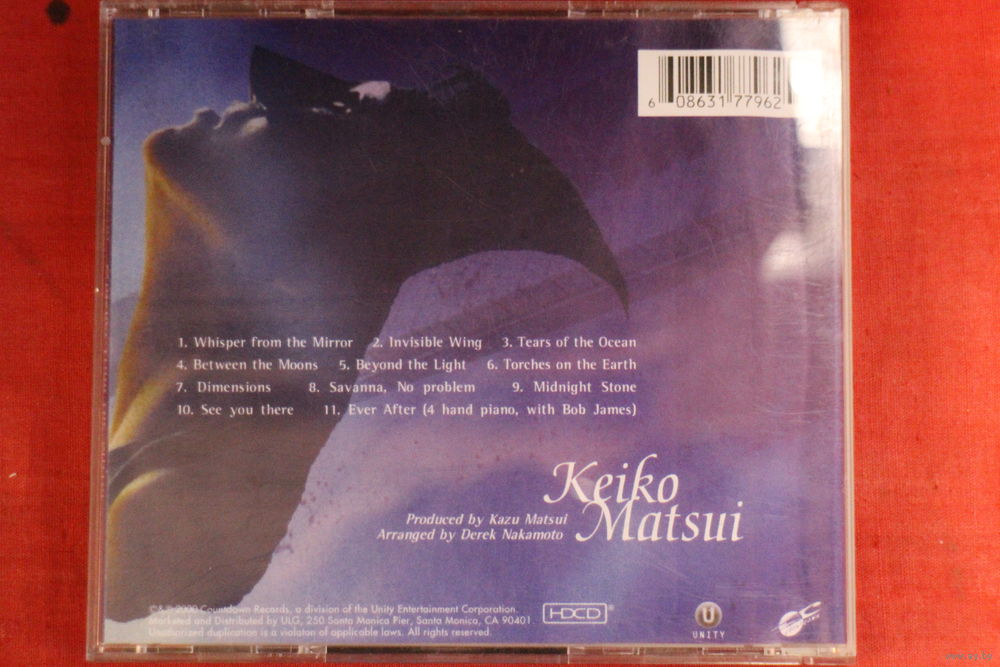 6 08631 77962
1. Whisper from the Mirror 2. Invisible Wing 3. Tears of the Ocean
4. Between the Moons 5. Beyond the Light 6. Torches on the Earth
7. Dimensions 8. Savanna, No problem 9. Midnight Stone
10. See you there 11. Ever After (4 hand piano, with Bob James)
Keiko
Matsui
Produced by Kazu Matsui
Arranged by Derek Nakamoto
©&℗ 2000 Countdown Records, a division of the Unity Entertainment Corporation.
Marketed and Distributed by ULG, 250 Santa Monica Pier, Santa Monica, CA 90401.
Unauthorized duplication is a violaton of applicable laws. All rights reserved.
HDCD®
U
UNITY